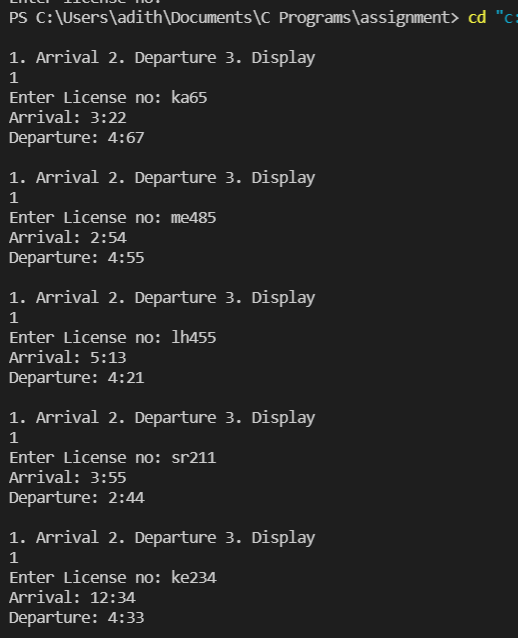 Enter license no:
PS C:\Users\adith\Documents\C Programs\assignment> cd "c:
1. Arrival 2. Departure 3. Display
1
Enter License no: ka65
Arrival: 3:22
Departure: 4:67
1. Arrival 2. Departure 3. Display
1
Enter License no: me485
Arrival: 2:54
Departure: 4:55
1. Arrival 2. Departure 3. Display
1
Enter License no: lh455
Arrival: 5:13
Departure: 4:21
1. Arrival 2. Departure 3. Display
1
Enter License no: sr211
Arrival: 3:55
Departure: 2:44
1. Arrival 2. Departure 3. Display
1
Enter License no: ke234
Arrival: 12:34
Departure: 4:33